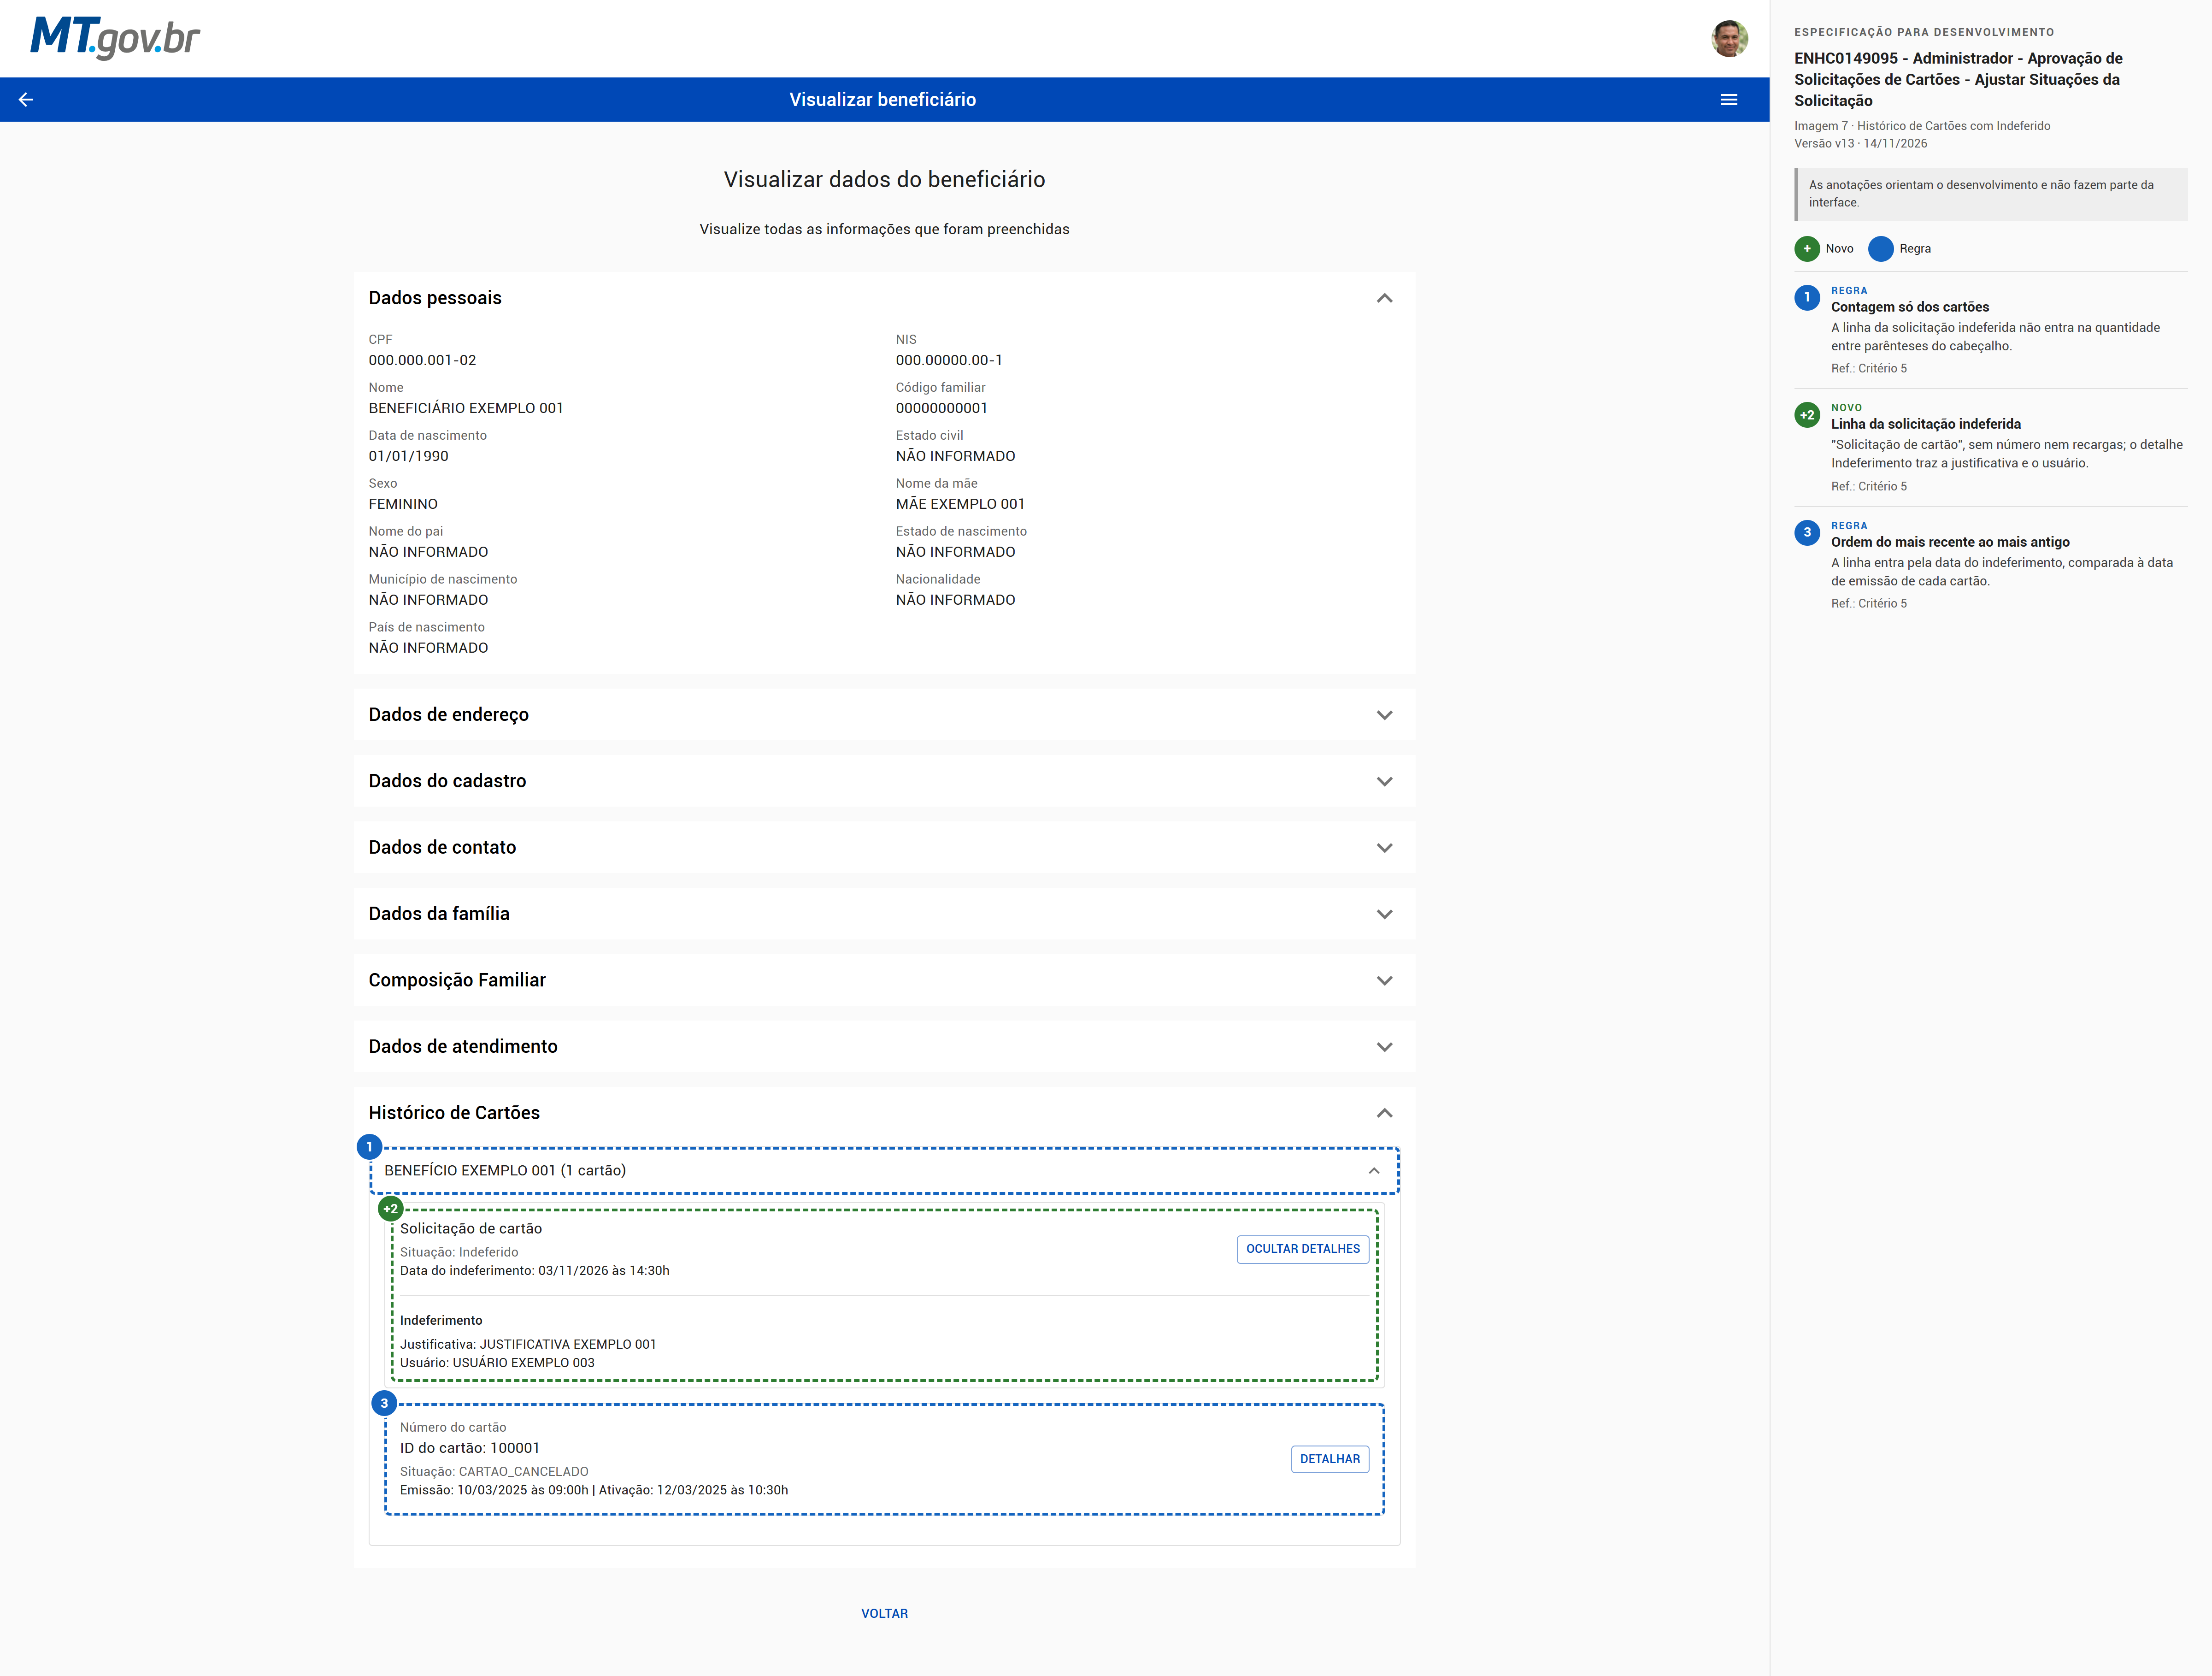 MT.gov.br
Visualizar beneficiário
Visualizar dados do beneficiário
Visualize todas as informações que foram preenchidas
Dados pessoais
CPF
000.000.001-02
NIS
000.00000.00-1
Nome
BENEFICIÁRIO EXEMPLO 001
Código familiar
00000000001
Data de nascimento
01/01/1990
Estado civil
NÃO INFORMADO
Sexo
FEMININO
Nome da mãe
MÃE EXEMPLO 001
Nome do pai
NÃO INFORMADO
Estado de nascimento
NÃO INFORMADO
Município de nascimento
NÃO INFORMADO
Nacionalidade
NÃO INFORMADO
País de nascimento
NÃO INFORMADO
Dados de endereço
Dados do cadastro
Dados de contato
Dados da família
Composição Familiar
Dados de atendimento
Histórico de Cartões
1
BENEFÍCIO EXEMPLO 001 (1 cartão)
+2
Solicitação de cartão
Situação: Indeferido
Data do indeferimento: 03/11/2026 às 14:30h
OCULTAR DETALHES
Indeferimento
Justificativa: JUSTIFICATIVA EXEMPLO 001
Usuário: USUÁRIO EXEMPLO 003
3
Número do cartão
ID do cartão: 100001
Situação: CARTAO_CANCELADO
Emissão: 10/03/2025 às 09:00h | Ativação: 12/03/2025 às 10:30h
DETALHAR
VOLTAR
ESPECIFICAÇÃO PARA DESENVOLVIMENTO
ENHC0149095 - Administrador - Aprovação de
Solicitações de Cartões - Ajustar Situações da
Solicitação
Imagem 7 · Histórico de Cartões com Indeferido
Versão v13 · 14/11/2026
As anotações orientam o desenvolvimento e não fazem parte da
interface.
+ Novo
Regra
1
REGRA
Contagem só dos cartões
A linha da solicitação indeferida não entra na quantidade
entre parênteses do cabeçalho.
Ref.: Critério 5
+2
NOVO
Linha da solicitação indeferida
"Solicitação de cartão", sem número nem recargas; o detalhe
Indeferimento traz a justificativa e o usuário.
Ref.: Critério 5
3
REGRA
Ordem do mais recente ao mais antigo
A linha entra pela data do indeferimento, comparada à data
de emissão de cada cartão.
Ref.: Critério 5